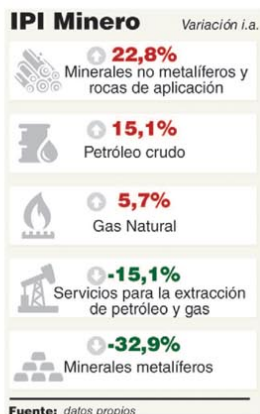 IPI Minero
Variación i.a.
22,8%
Minerales no metalíferos y
rocas de aplicación
15,1%
Petróleo crudo
5,7%
Gas Natural
-15,1%
Servicios para la extracción
de petróleo y gas
-32,9%
Minerales metalíferos
Fuente: datos propios